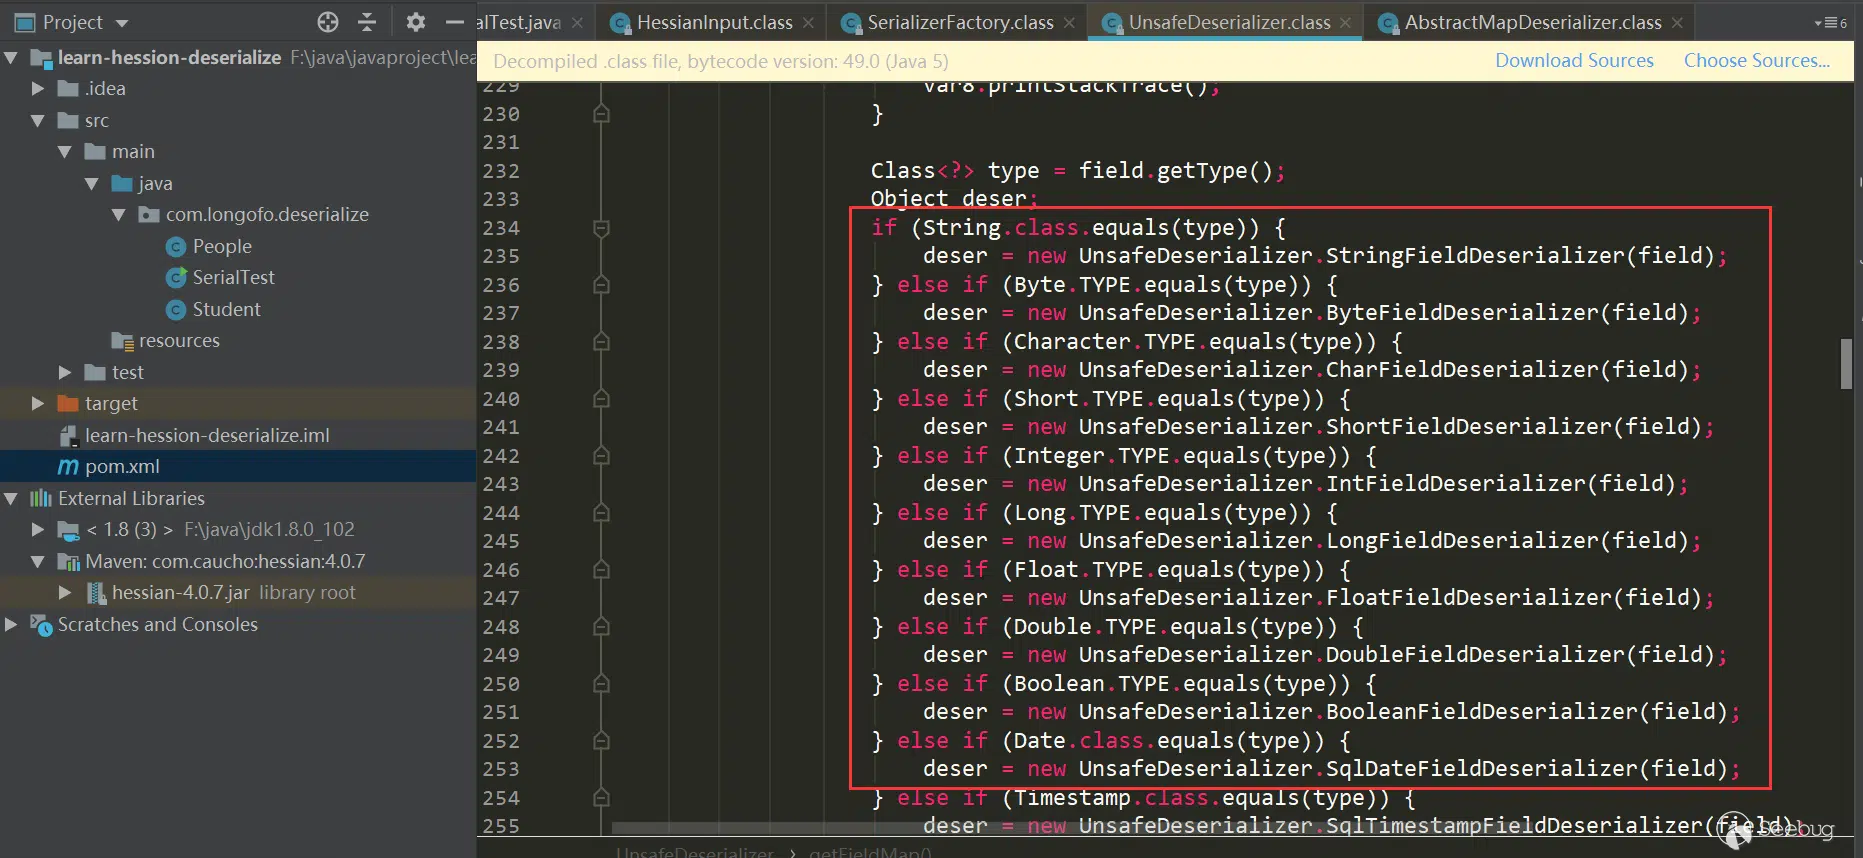 Project
learn-hession-deserialize F:\java\javaproject\lea
.idea
src
main
java
com.longofo.deserialize
People
SerialTest
Student
resources
test
target
learn-hession-deserialize.iml
pom.xml
External Libraries
< 1.8 (3) > F:\java\jdk1.8.0_102
Maven: com.caucho:hessian:4.0.7
hessian-4.0.7.jar library root
Scratches and Consoles
alTest.java HessianInput.class SerializerFactory.class UnsafeDeserializer.class AbstractMapDeserializer.class 6
Decompiled .class file, bytecode version: 49.0 (Java 5) Download Sources Choose Sources...
229 var8.printStackTrace();
230 }
231
232 Class<?> type = field.getType();
233 Object deser;
234 if (String.class.equals(type)) {
235 deser = new UnsafeDeserializer.StringFieldDeserializer(field);
236 } else if (Byte.TYPE.equals(type)) {
237 deser = new UnsafeDeserializer.ByteFieldDeserializer(field);
238 } else if (Character.TYPE.equals(type)) {
239 deser = new UnsafeDeserializer.CharFieldDeserializer(field);
240 } else if (Short.TYPE.equals(type)) {
241 deser = new UnsafeDeserializer.ShortFieldDeserializer(field);
242 } else if (Integer.TYPE.equals(type)) {
243 deser = new UnsafeDeserializer.IntFieldDeserializer(field);
244 } else if (Long.TYPE.equals(type)) {
245 deser = new UnsafeDeserializer.LongFieldDeserializer(field);
246 } else if (Float.TYPE.equals(type)) {
247 deser = new UnsafeDeserializer.FloatFieldDeserializer(field);
248 } else if (Double.TYPE.equals(type)) {
249 deser = new UnsafeDeserializer.DoubleFieldDeserializer(field);
250 } else if (Boolean.TYPE.equals(type)) {
251 deser = new UnsafeDeserializer.BooleanFieldDeserializer(field);
252 } else if (Date.class.equals(type)) {
253 deser = new UnsafeDeserializer.SqlDateFieldDeserializer(field);
254 } else if (Timestamp.class.equals(type)) {
255 deser = new UnsafeDeserializer.SqlTimestampFieldDeserializer(field);
UnsafeDeserializer > getFieldMap()
Seebug